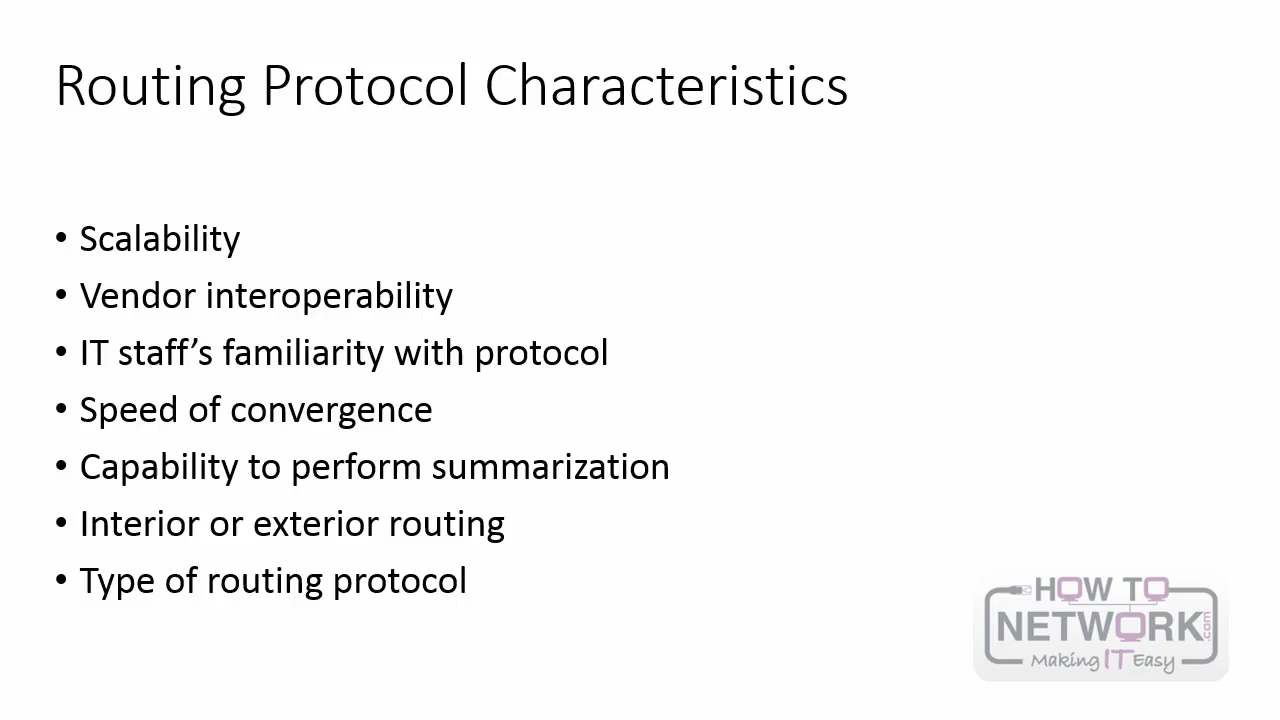 Routing Protocol Characteristics
• Scalability
• Vendor interoperability
• IT staff’s familiarity with protocol
• Speed of convergence
• Capability to perform summarization
• Interior or exterior routing
• Type of routing protocol
HOW TO
NETWORK.com
Making IT Easy